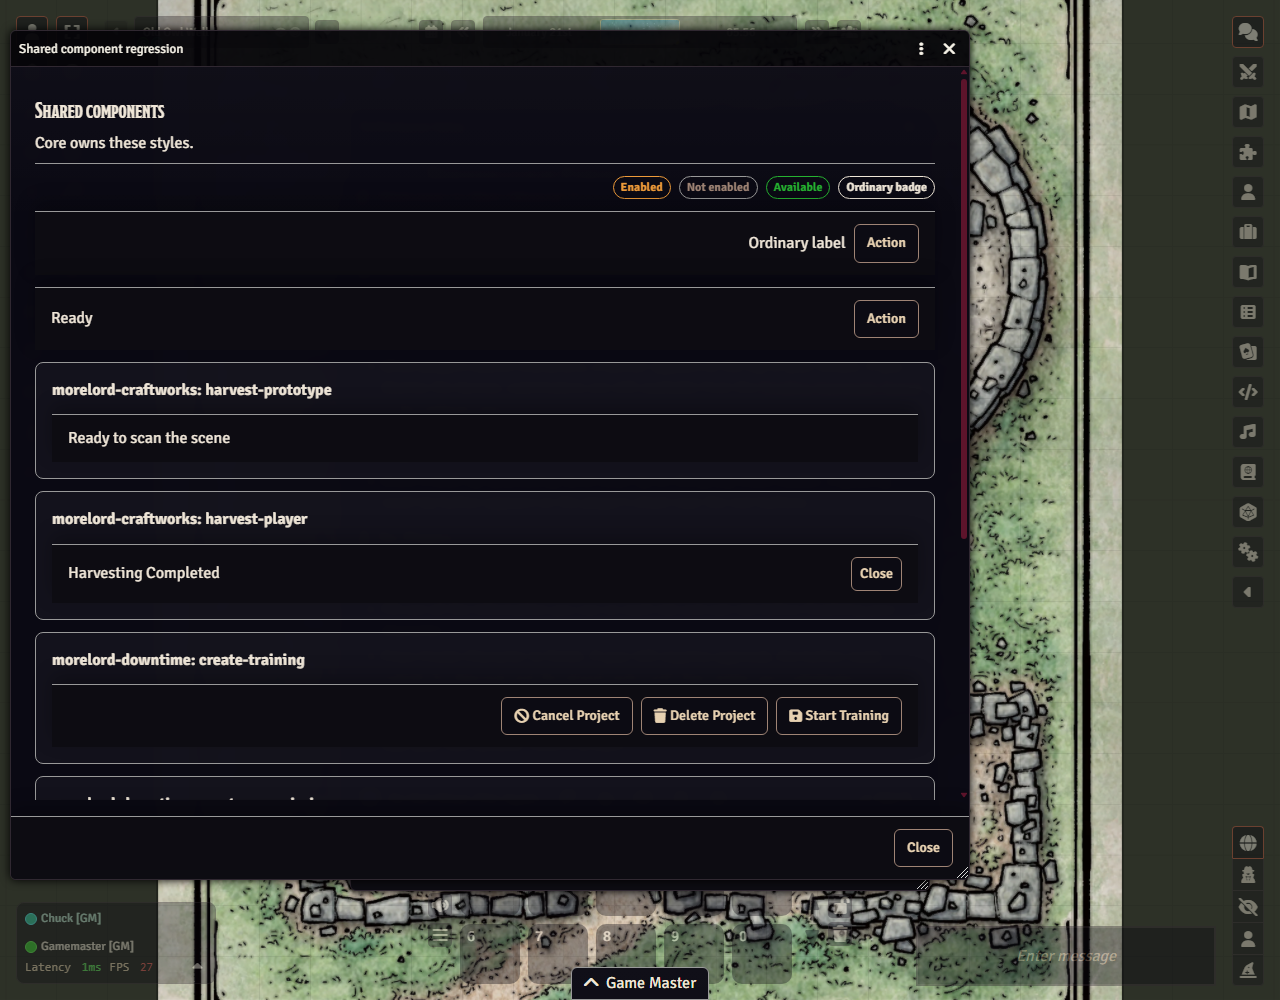 Shared component regression
Shared components
Core owns these styles.
Enabled Not enabled Available Ordinary badge
Ordinary label Action
Ready Action
morelord-craftworks: harvest-prototype
Ready to scan the scene
morelord-craftworks: harvest-player
Harvesting Completed Close
morelord-downtime: create-training
Cancel Project Delete Project Start Training
Close
Chuck [GM]
Gamemaster [GM]
Latency 1ms FPS 27
6 7 8 9 0
Enter message
Game Master